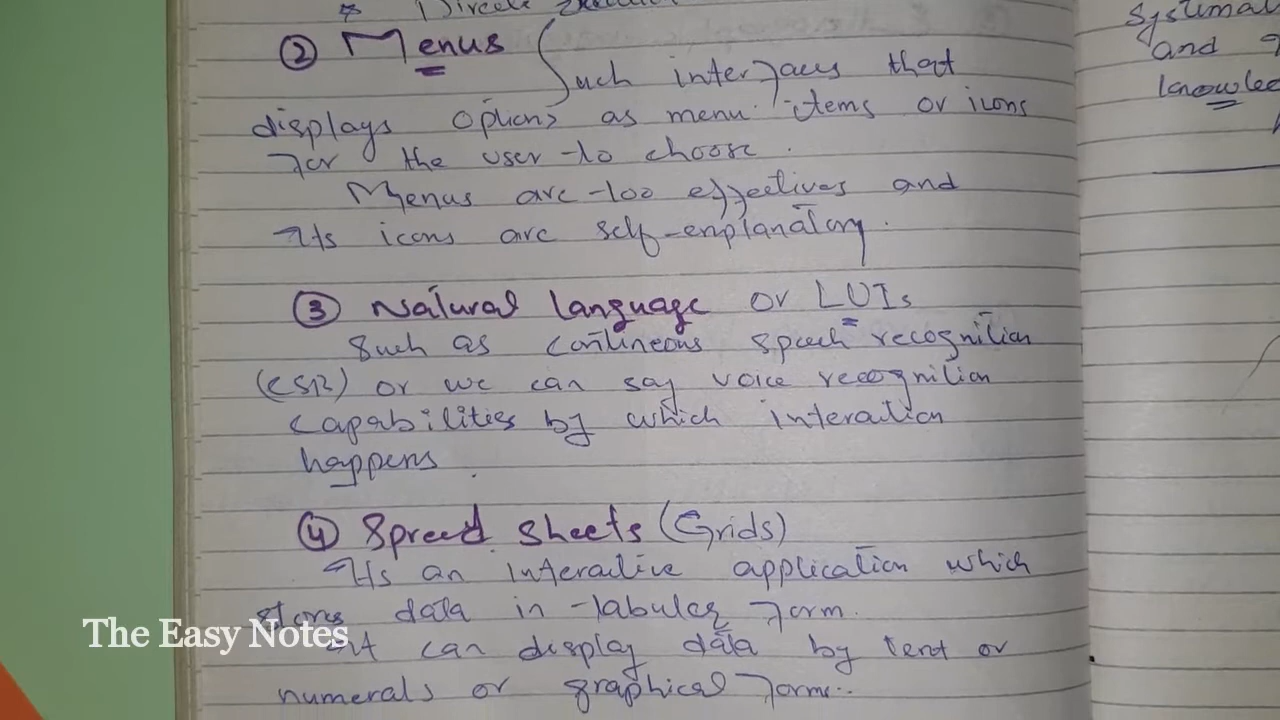 * Direct
② Menus
Such interfaces that
displays options as menu items or icons
for the user to choose.
Menus are too effectives and
Its icons are self-explanatory.
③ Natural language or LUIs
Such as contineous speech recognition
(CSR) or we can say voice recognition
capabilities by which interaction
happens.
④ Spread sheets (Grids)
Its an interactive application which
stores data in tabular form.
It can display data by text or
numerals or graphical forms.
and
The Easy Notes